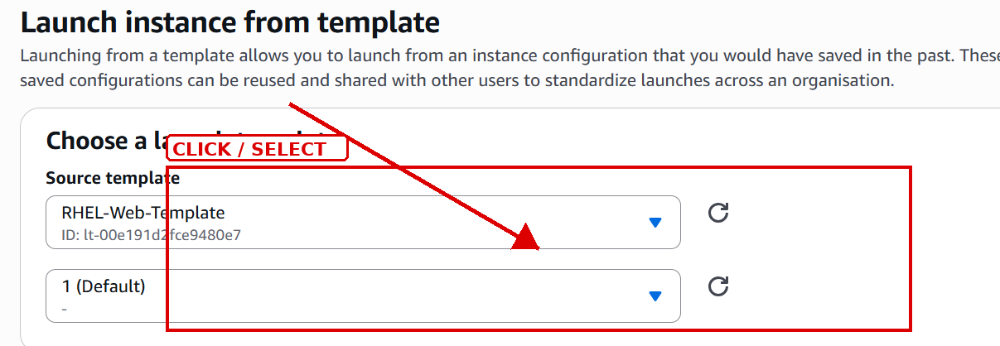 Launch instance from template
Launching from a template allows you to launch from an instance configuration that you would have saved in the past. These
saved configurations can be reused and shared with other users to standardize launches across an organisation.
Choose a
CLICK / SELECT
Source template
RHEL-Web-Template
ID: lt-00e191d2fce9480e7
1 (Default)
-